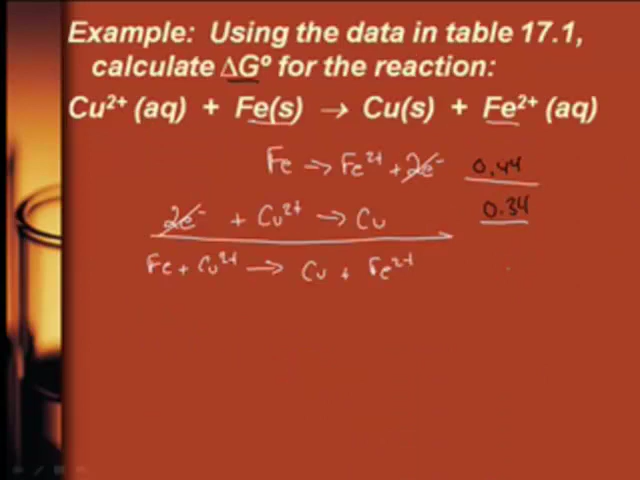 Example: Using the data in table 17.1,
calculate ΔGº for the reaction:
Cu²⁺ (aq) + Fe(s) → Cu(s) + Fe²⁺ (aq)
Fe → Fe²⁺ + 2e⁻ 0.44
2e⁻ + Cu²⁺ → Cu 0.34
Fe + Cu²⁺ → Cu + Fe²⁺